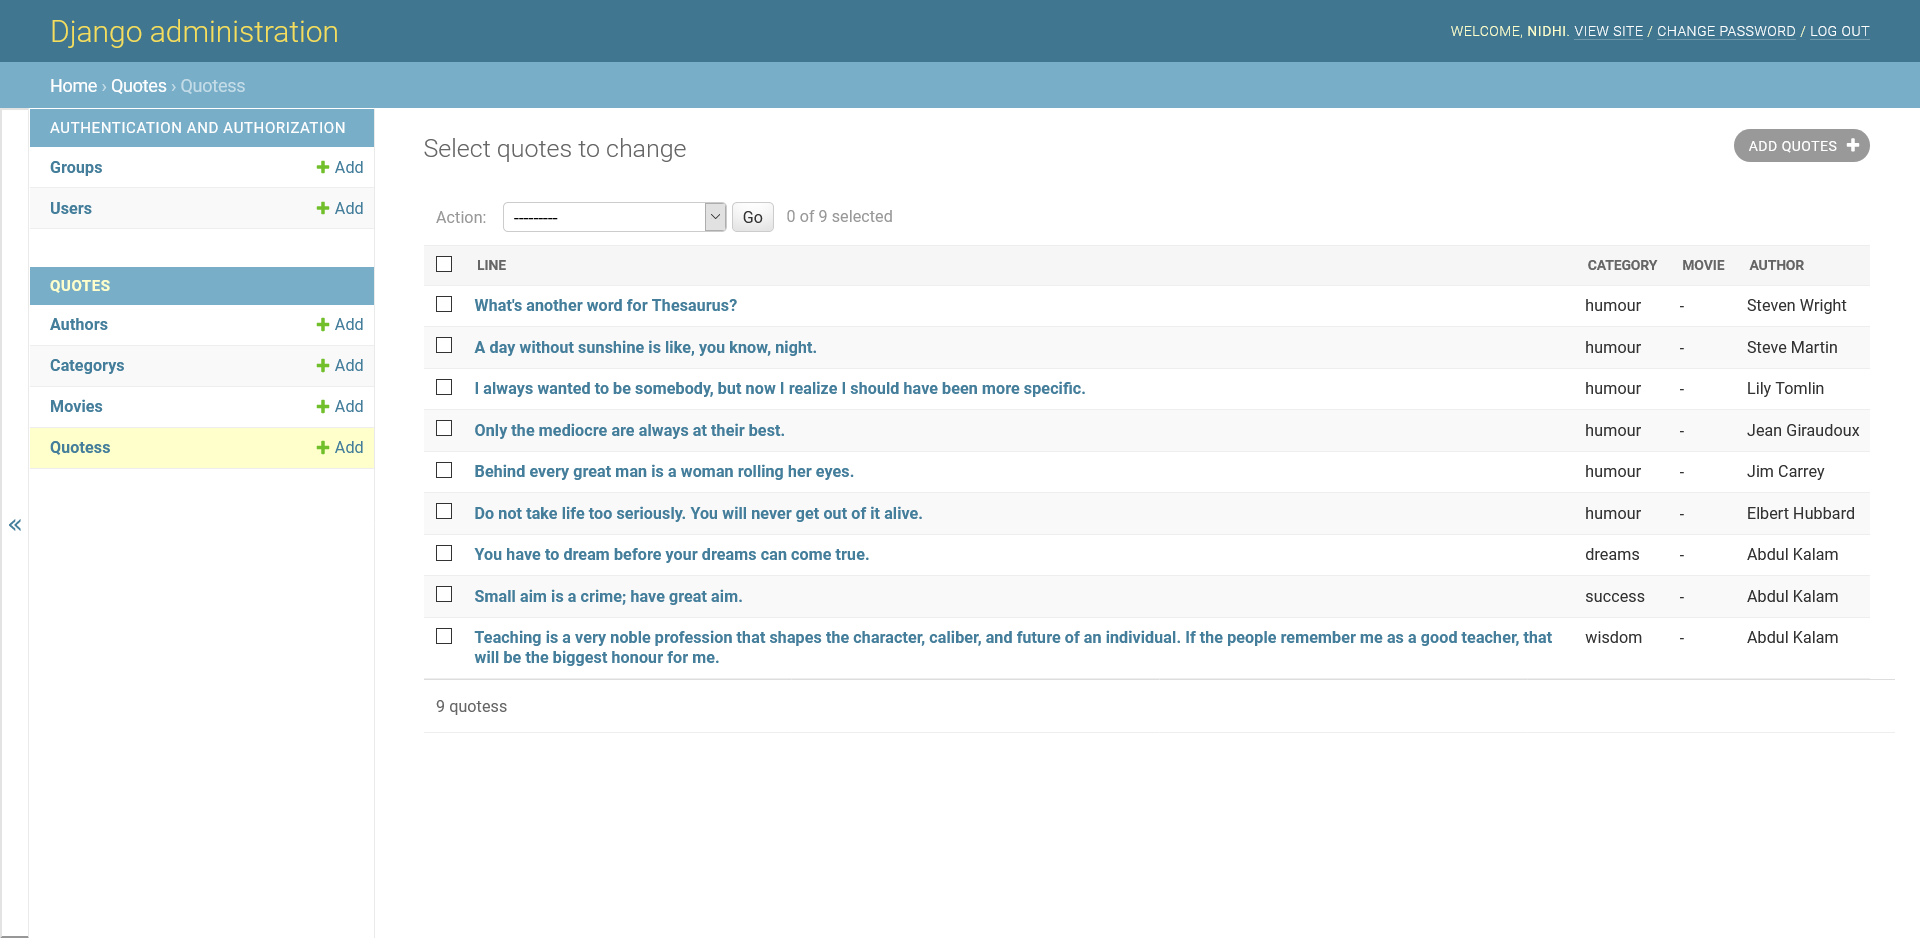 Django administration
WELCOME, NIDHI. VIEW SITE / CHANGE PASSWORD / LOG OUT
Home › Quotes › Quotess
AUTHENTICATION AND AUTHORIZATION
Groups + Add
Users + Add
QUOTES
Authors + Add
Categorys + Add
Movies + Add
Quotess + Add
«
Select quotes to change
ADD QUOTES +
Action: --------- Go 0 of 9 selected
LINE CATEGORY MOVIE AUTHOR
What's another word for Thesaurus? humour - Steven Wright
A day without sunshine is like, you know, night. humour - Steve Martin
I always wanted to be somebody, but now I realize I should have been more specific. humour - Lily Tomlin
Only the mediocre are always at their best. humour - Jean Giraudoux
Behind every great man is a woman rolling her eyes. humour - Jim Carrey
Do not take life too seriously. You will never get out of it alive. humour - Elbert Hubbard
You have to dream before your dreams can come true. dreams - Abdul Kalam
Small aim is a crime; have great aim. success - Abdul Kalam
Teaching is a very noble profession that shapes the character, caliber, and future of an individual. If the people remember me as a good teacher, that wisdom - Abdul Kalam
will be the biggest honour for me.
9 quotess